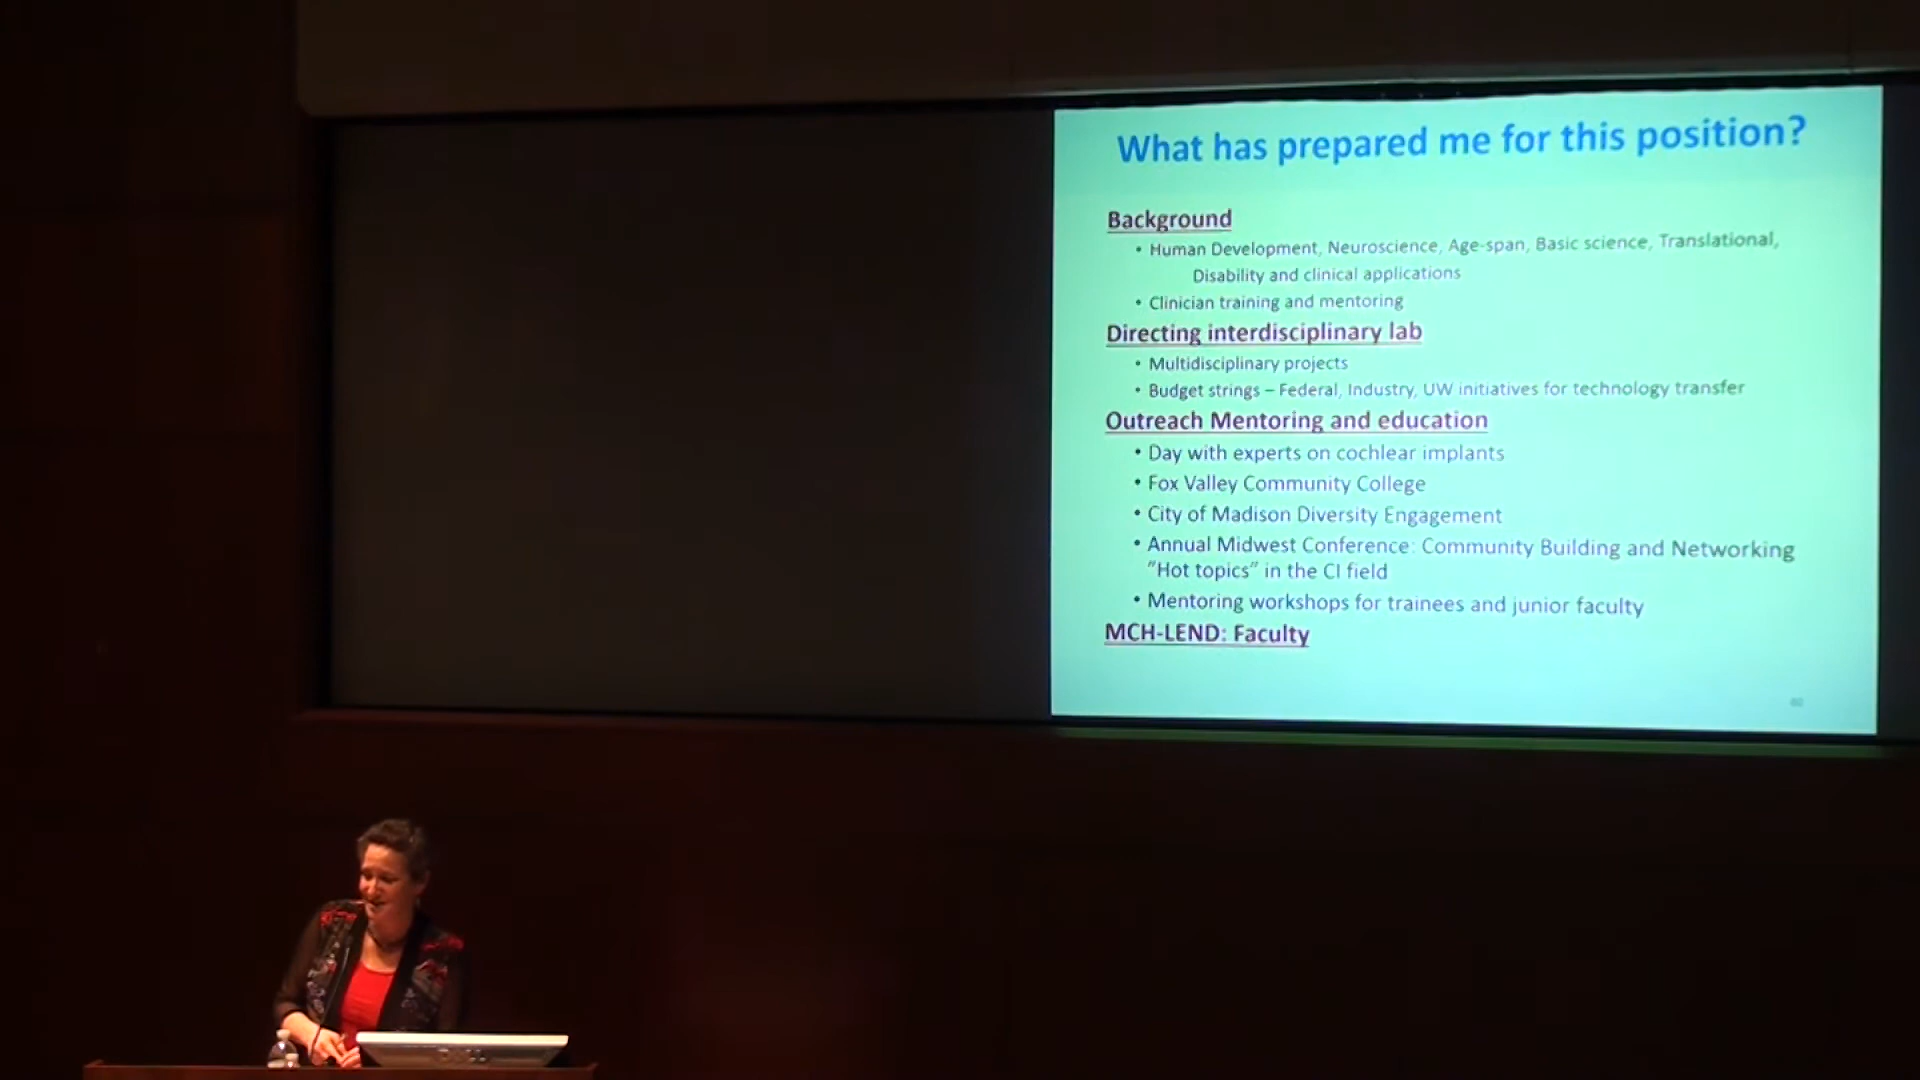 What has prepared me for this position?
Background
• Human Development, Neuroscience, Age-span, Basic science, Translational,
Disability and clinical applications
• Clinician training and mentoring
Directing interdisciplinary lab
• Multidisciplinary projects
• Budget strings – Federal, Industry, UW initiatives for technology transfer
Outreach Mentoring and education
• Day with experts on cochlear implants
• Fox Valley Community College
• City of Madison Diversity Engagement
• Annual Midwest Conference: Community Building and Networking
"Hot topics" in the CI field
• Mentoring workshops for trainees and junior faculty
MCH-LEND: Faculty
DELL